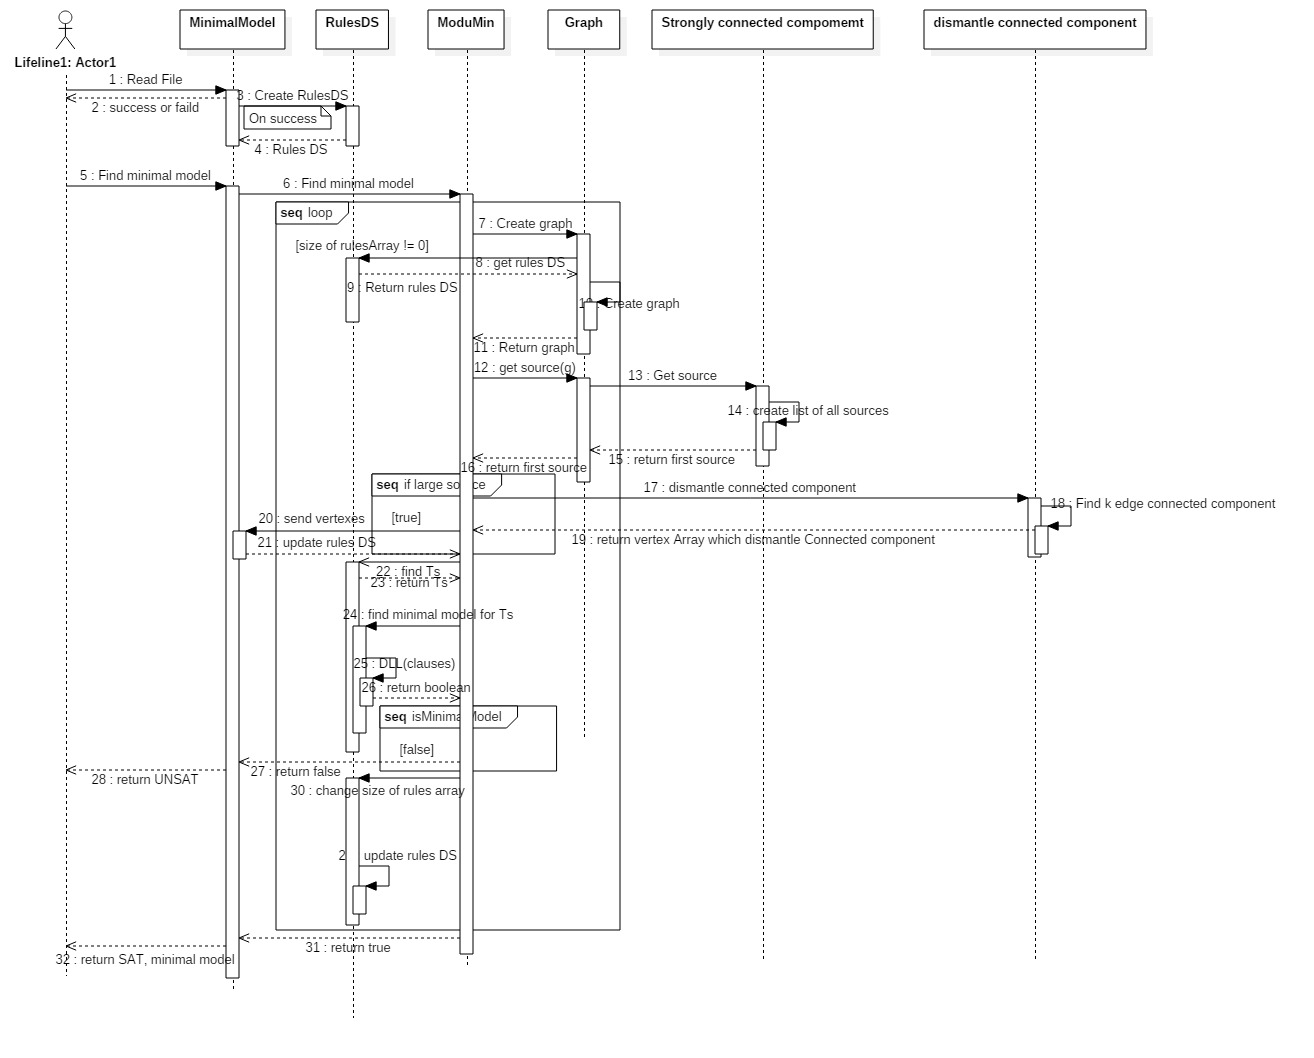 MinimalModel
RulesDS
ModuMin
Graph
Strongly connected compomemt
dismantle connected component
Lifeline1: Actor1
1 : Read File
2 : success or faild
3 : Create RulesDS
On success
4 : Rules DS
5 : Find minimal model
6 : Find minimal model
seq loop
7 : Create graph
[size of rulesArray != 0]
8 : get rules DS
9 : Return rules DS
Create graph
11 : Return graph
12 : get source(g)
13 : Get source
14 : create list of all sources
15 : return first source
16 : return first source
seq if large
17 : dismantle connected component
18 : Find k edge connected component
20 : send vertexes
[true]
19 : return vertex Array which dismantle Connected component
21 : update rules DS
22 : find Ts
23 : return Ts
24 : find minimal model for Ts
25 : DLL(clauses)
26 : return boolean
seq isMinimalModel
[false]
27 : return false
28 : return UNSAT
30 : change size of rules array
update rules DS
31 : return true
32 : return SAT, minimal model